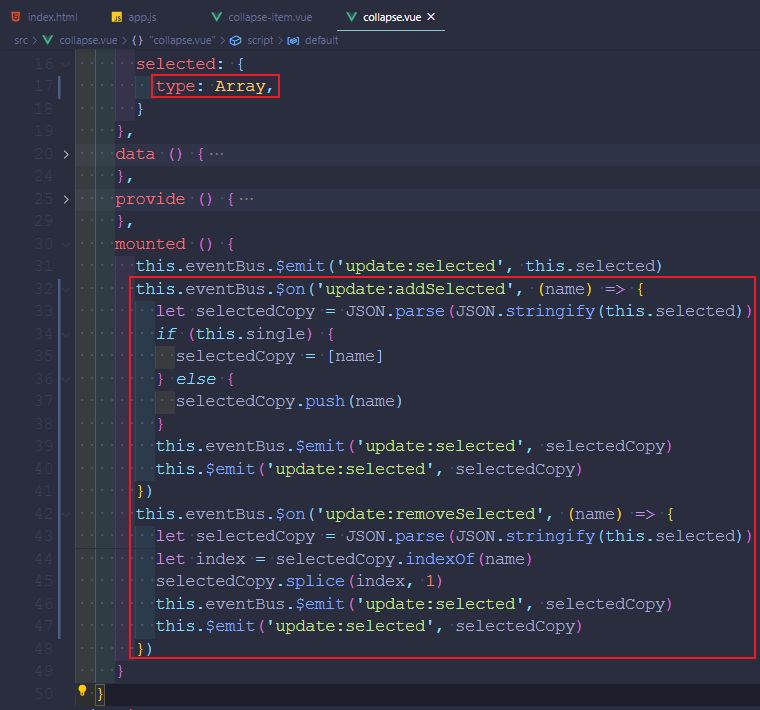 index.html
JS app.js
collapse-item.vue
collapse.vue ×
src > collapse.vue > {} "collapse.vue" > script > default
16 selected: {
17 type: Array,
18 }
19 },
20 data () { ···
24 },
25 provide () { ···
29 },
30 mounted () {
31 this.eventBus.$emit('update:selected', this.selected)
32 this.eventBus.$on('update:addSelected', (name) => {
33 let selectedCopy = JSON.parse(JSON.stringify(this.selected))
34 if (this.single) {
35 selectedCopy = [name]
36 } else {
37 selectedCopy.push(name)
38 }
39 this.eventBus.$emit('update:selected', selectedCopy)
40 this.$emit('update:selected', selectedCopy)
41 })
42 this.eventBus.$on('update:removeSelected', (name) => {
43 let selectedCopy = JSON.parse(JSON.stringify(this.selected))
44 let index = selectedCopy.indexOf(name)
45 selectedCopy.splice(index, 1)
46 this.eventBus.$emit('update:selected', selectedCopy)
47 this.$emit('update:selected', selectedCopy)
48 })
49 }
50 }